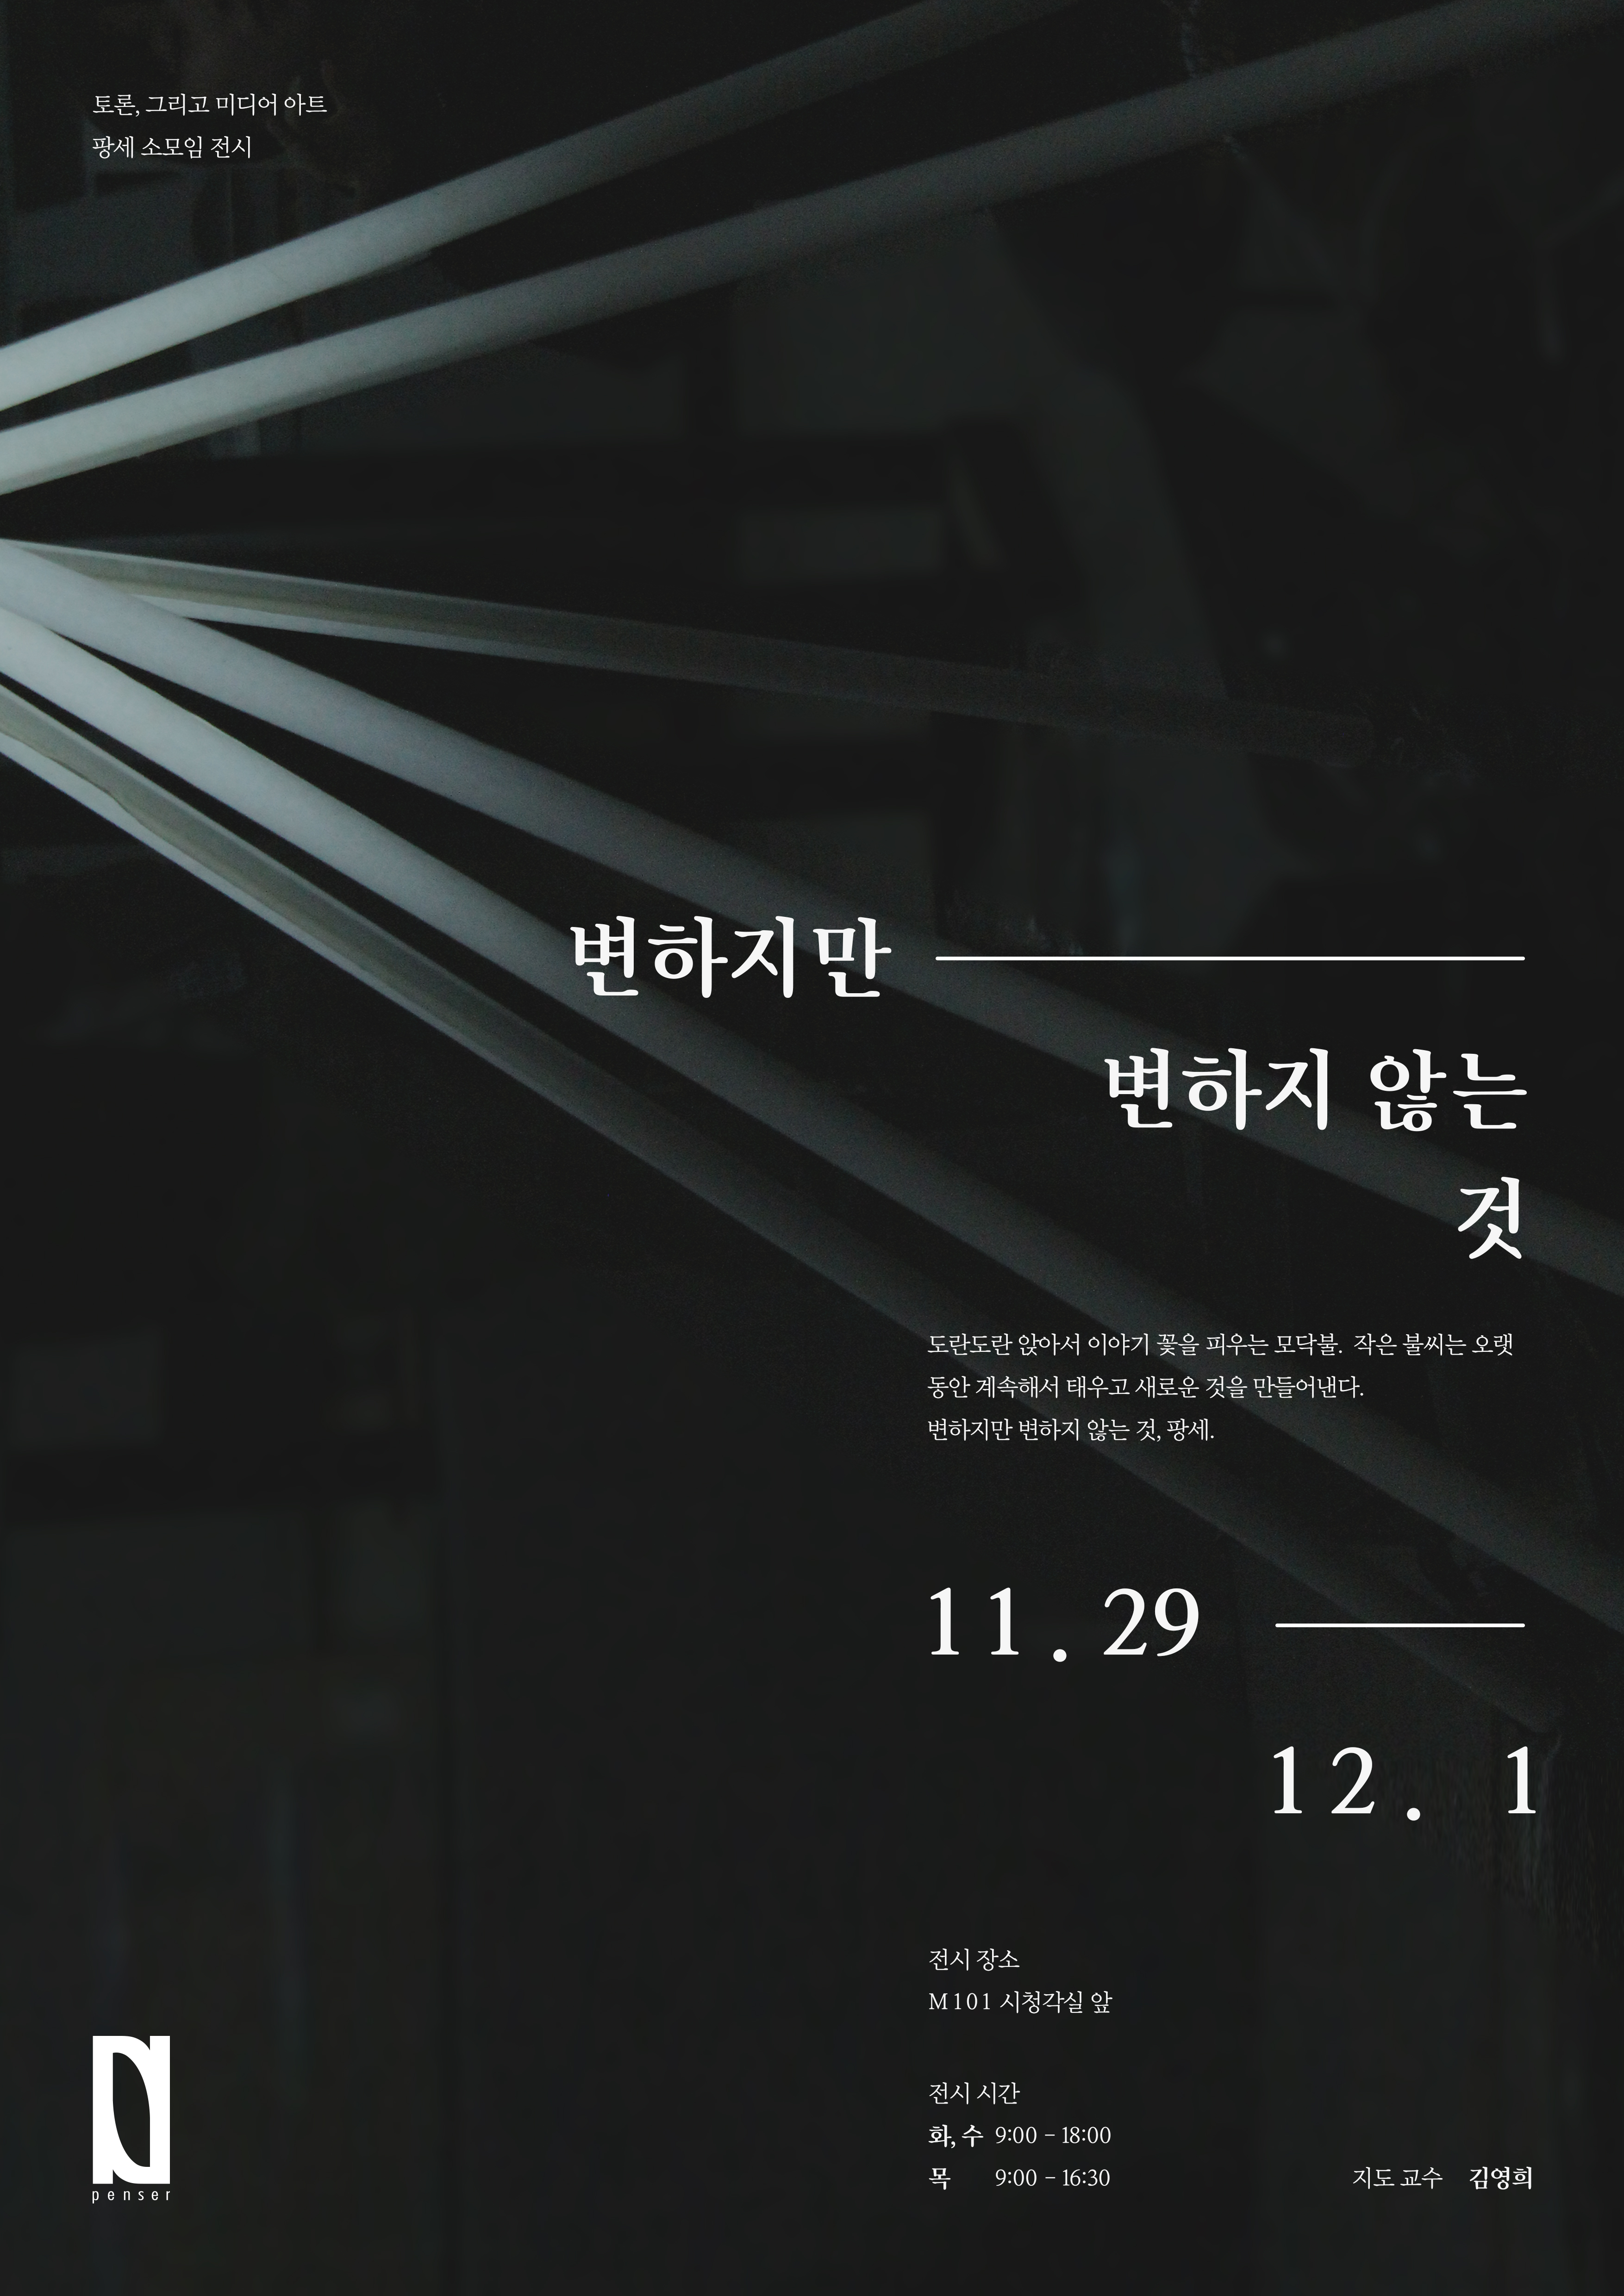 토론, 그리고 미디어 아트
팡세 소모임 전시
변하지만
변하지 않는
것
도란도란 앉아서 이야기 꽃을 피우는 모닥불. 작은 불씨는 오랫
동안 계속해서 태우고 새로운 것을 만들어낸다.
변하지만 변하지 않는 것, 팡세.
11.29
12. 1
전시 장소
M101 시청각실 앞
전시 시간
화, 수 9:00 – 18:00
목 9:00 – 16:30
지도 교수 김영희
penser